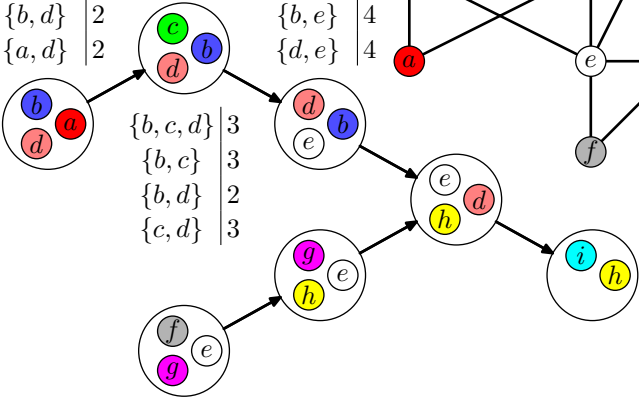 {b, d} 2
{a, d} 2
{b, e} 4
{d, e} 4
c
b
d
a
e
f
b
a
d
d
b
e
{b, c, d} 3
{b, c} 3
{b, d} 2
{c, d} 3
e
d
h
g
e
h
i
h
f
e
g